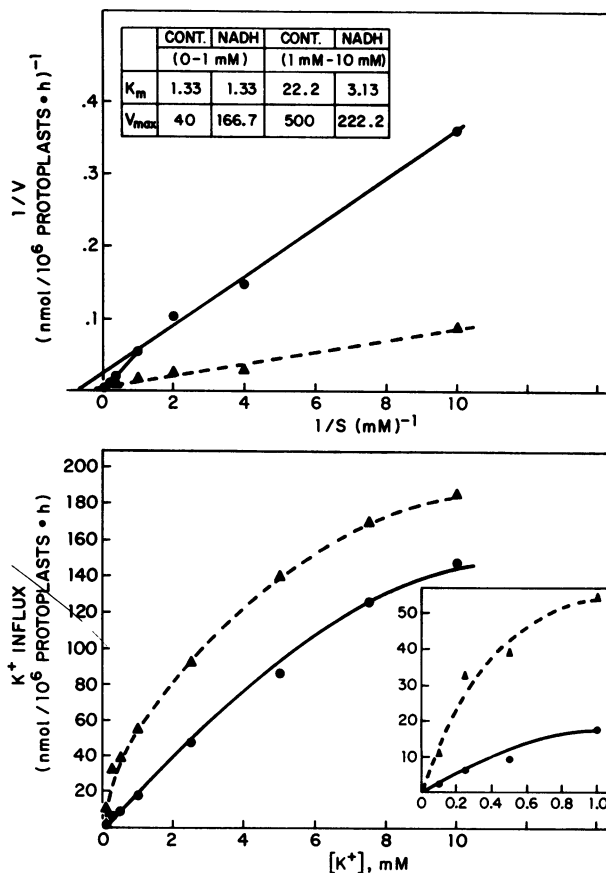 CONT. NADH CONT. NADH
(0-1 mM) (1 mM-10 mM)
Km 1.33 1.33 22.2 3.13
Vmax 40 166.7 500 222.2
.4
.3
.2
.1
1/V
(nmol/10⁶ PROTOPLASTS • h)⁻¹
0 2 4 6 8 10
1/S (mM)⁻¹
200
180
160
140
120
100
80
60
40
20
K⁺ INFLUX
(nmol/10⁶ PROTOPLASTS • h)
50
40
30
20
10
0 0.2 0.4 0.6 0.8 1.0
0 2 4 6 8 10
[K⁺], mM